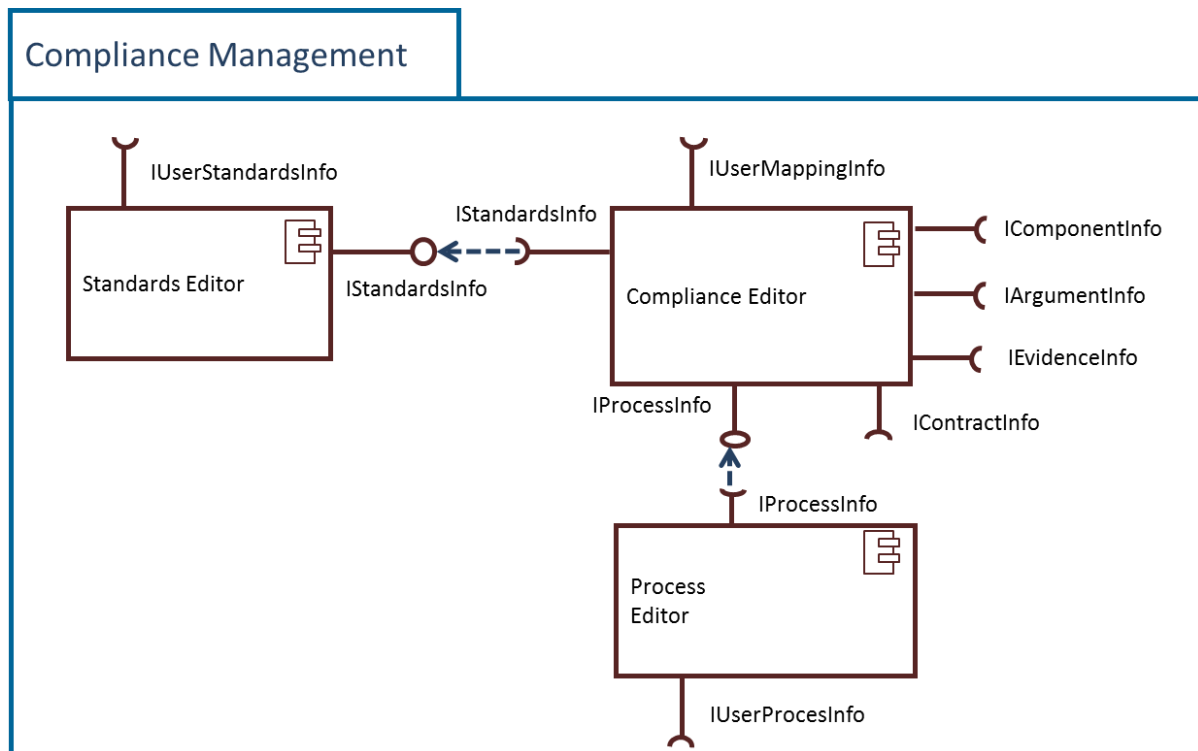 Compliance Management
IUserStandardsInfo
IUserMappingInfo
IStandardsInfo
IComponentInfo
Standards Editor
IStandardsInfo
Compliance Editor
IArgumentInfo
IEvidenceInfo
IProcessInfo
IContractInfo
IProcessInfo
Process
Editor
IUserProcesInfo